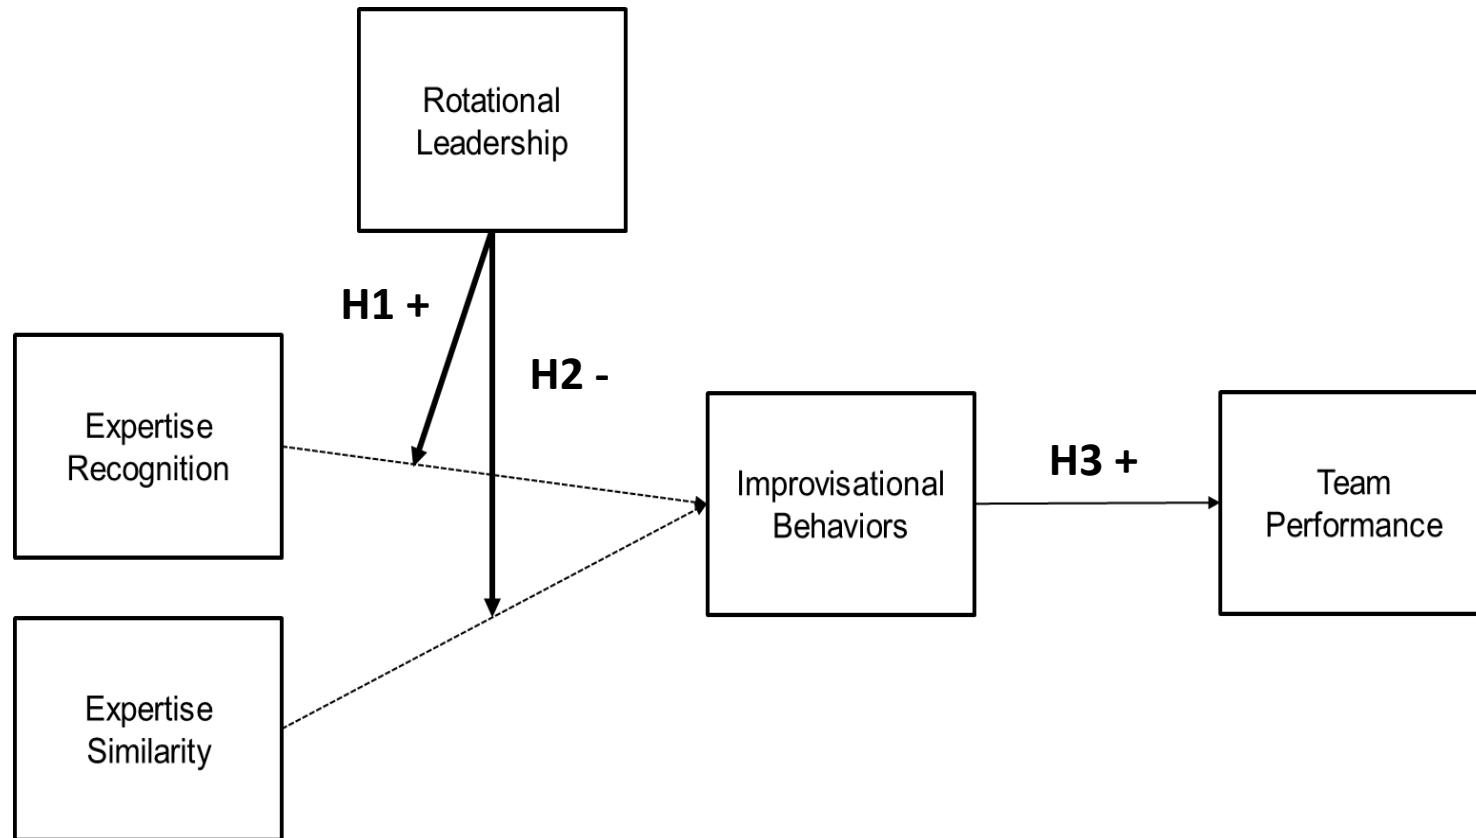 Rotational
Leadership
H1 +
H2 -
Expertise
Recognition
Improvisational
Behaviors
H3 +
Team
Performance
Expertise
Similarity